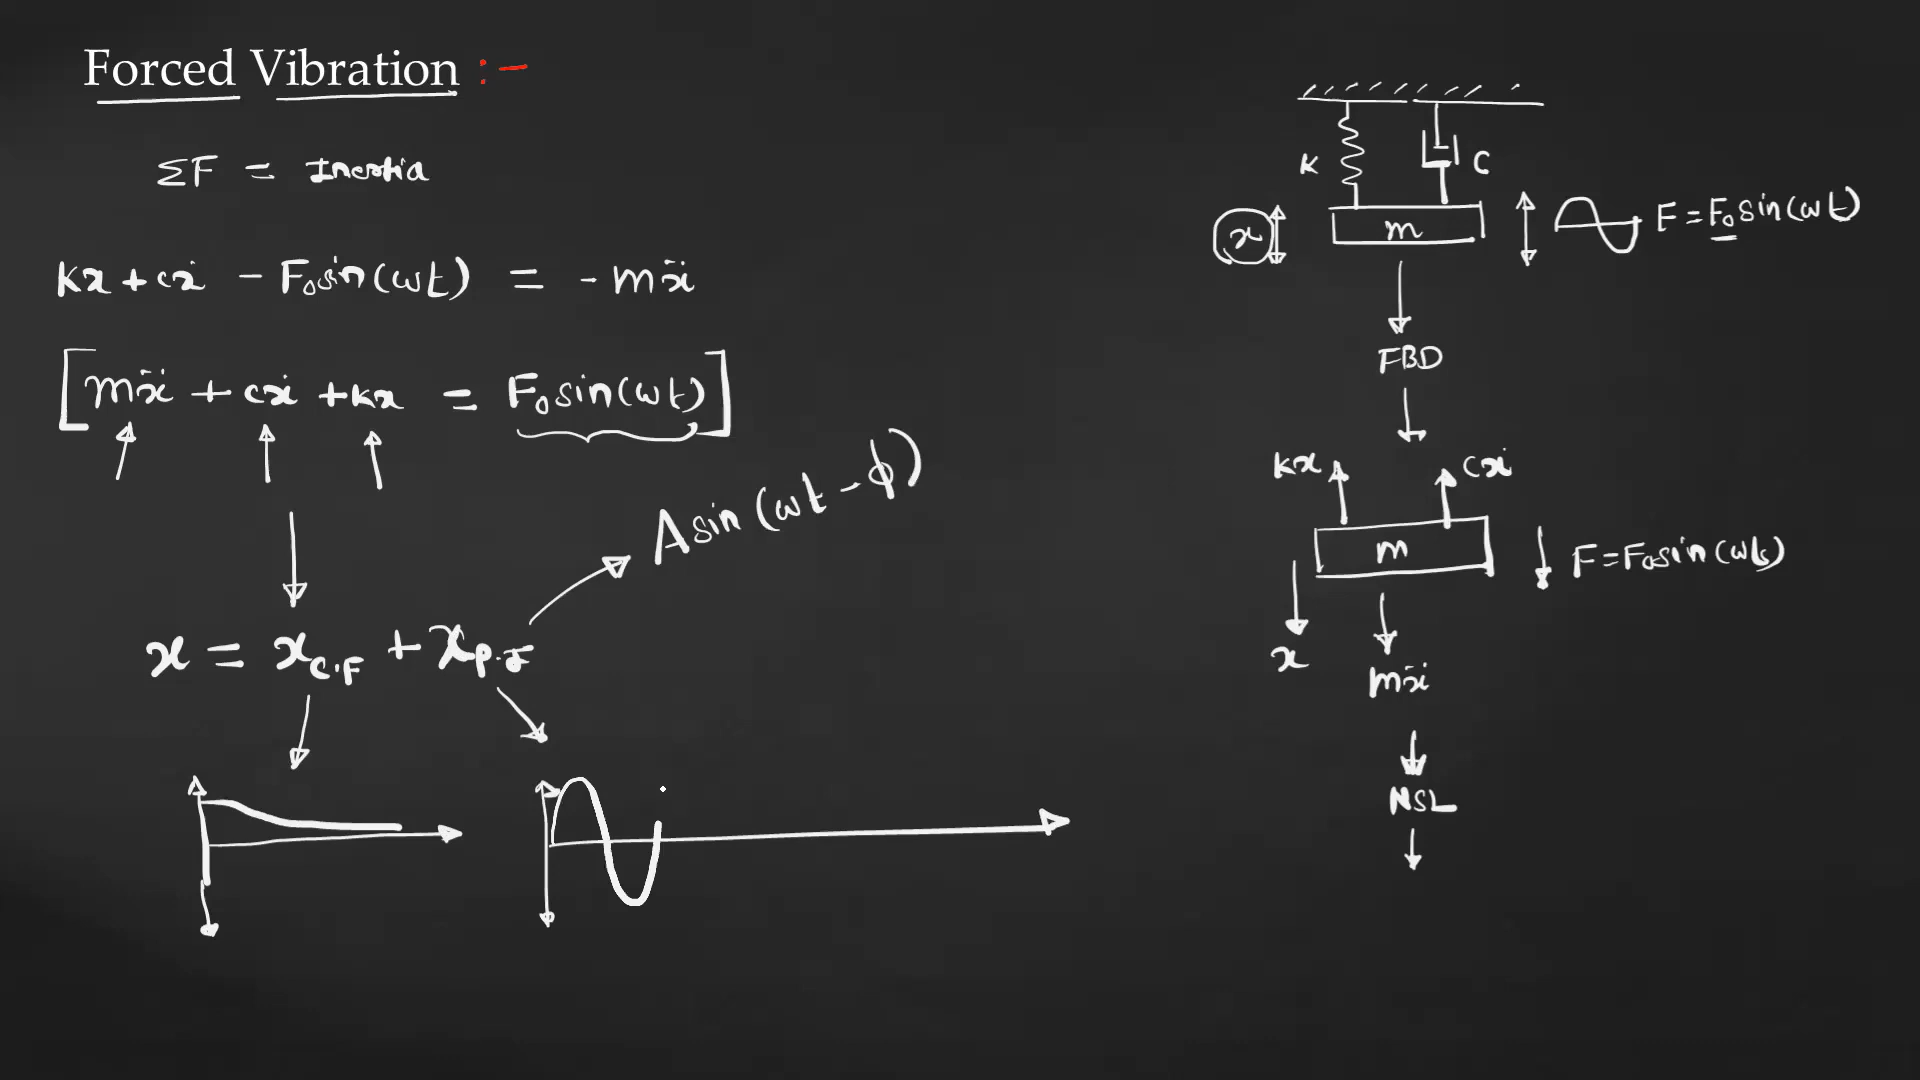 Forced Vibration :-
ΣF = Inertia
kx + cẋ - F₀sin(ωt) = -mẍ
[mẍ + cẋ + kx = F₀sin(ωt)]
A sin(ωt - ϕ)
x = x_C.F + x_P.I
K
C
x
m
F = F₀sin(ωt)
FBD
kx
cẋ
m
F = F₀sin(ωt)
x
mẍ
NSL